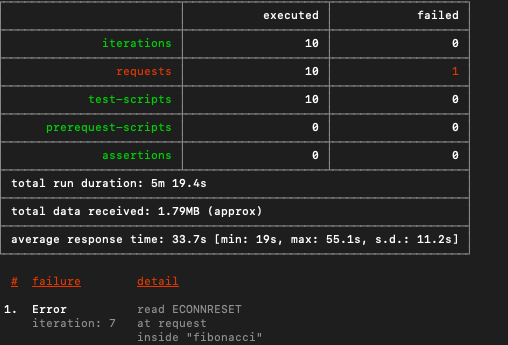 executed failed
iterations 10 0
requests 10 1
test-scripts 10 0
prerequest-scripts 0 0
assertions 0 0
total run duration: 5m 19.4s
total data received: 1.79MB (approx)
average response time: 33.7s [min: 19s, max: 55.1s, s.d.: 11.2s]
# failure detail
1. Error read ECONNRESET
iteration: 7 at request
inside "fibonacci"